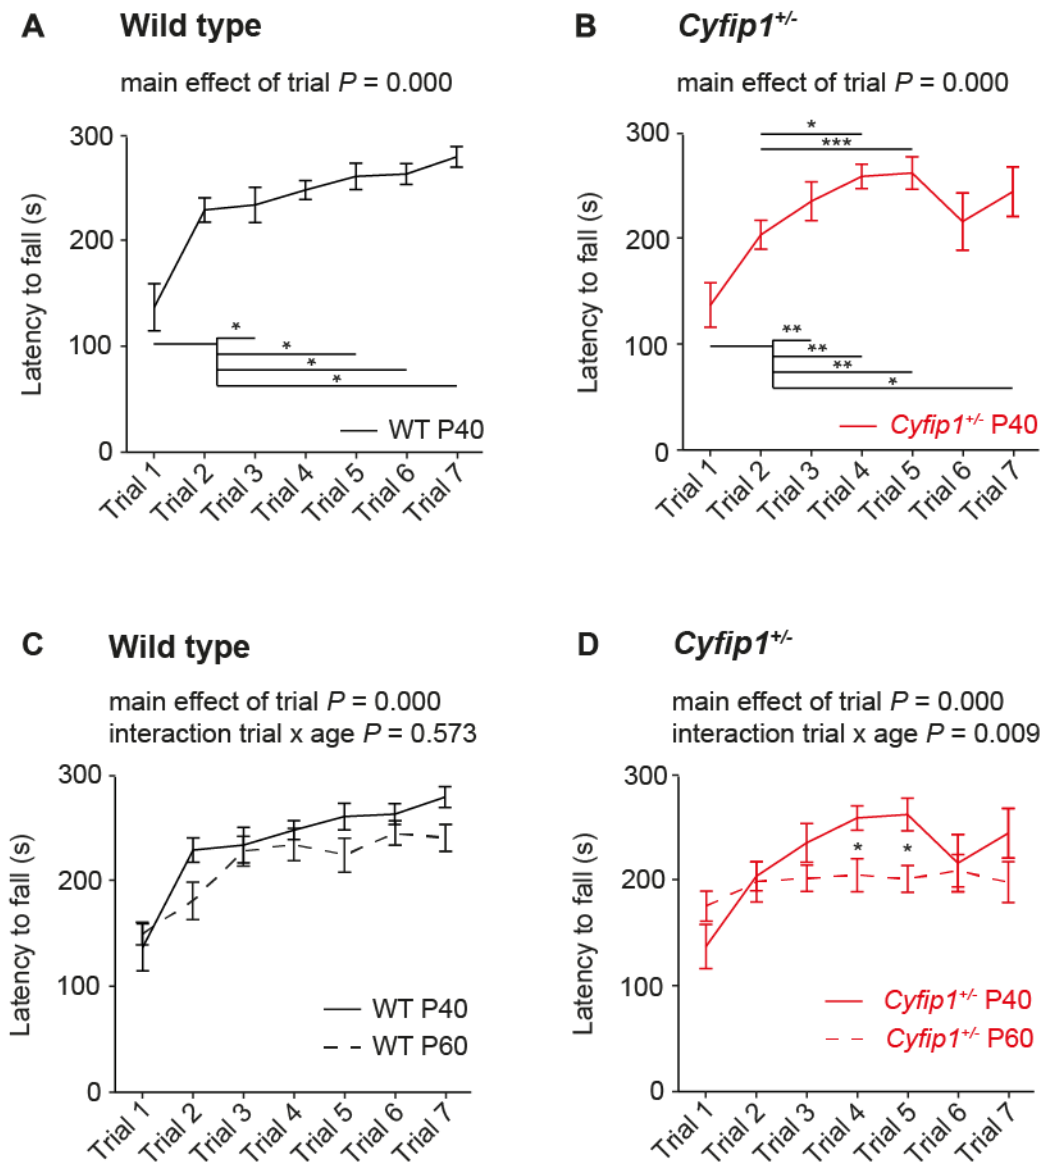 A Wild type
main effect of trial P = 0.000
Latency to fall (s)
300
200
100
0
*
*
*
*
WT P40
Trial 1 Trial 2 Trial 3 Trial 4 Trial 5 Trial 6 Trial 7
B Cyfip1+/-
main effect of trial P = 0.000
Latency to fall (s)
300
200
100
0
*
***
**
**
**
*
Cyfip1+/- P40
Trial 1 Trial 2 Trial 3 Trial 4 Trial 5 Trial 6 Trial 7
C Wild type
main effect of trial P = 0.000
interaction trial x age P = 0.573
Latency to fall (s)
300
200
100
0
WT P40
WT P60
Trial 1 Trial 2 Trial 3 Trial 4 Trial 5 Trial 6 Trial 7
D Cyfip1+/-
main effect of trial P = 0.000
interaction trial x age P = 0.009
Latency to fall (s)
300
200
100
0
* *
Cyfip1+/- P40
Cyfip1+/- P60
Trial 1 Trial 2 Trial 3 Trial 4 Trial 5 Trial 6 Trial 7